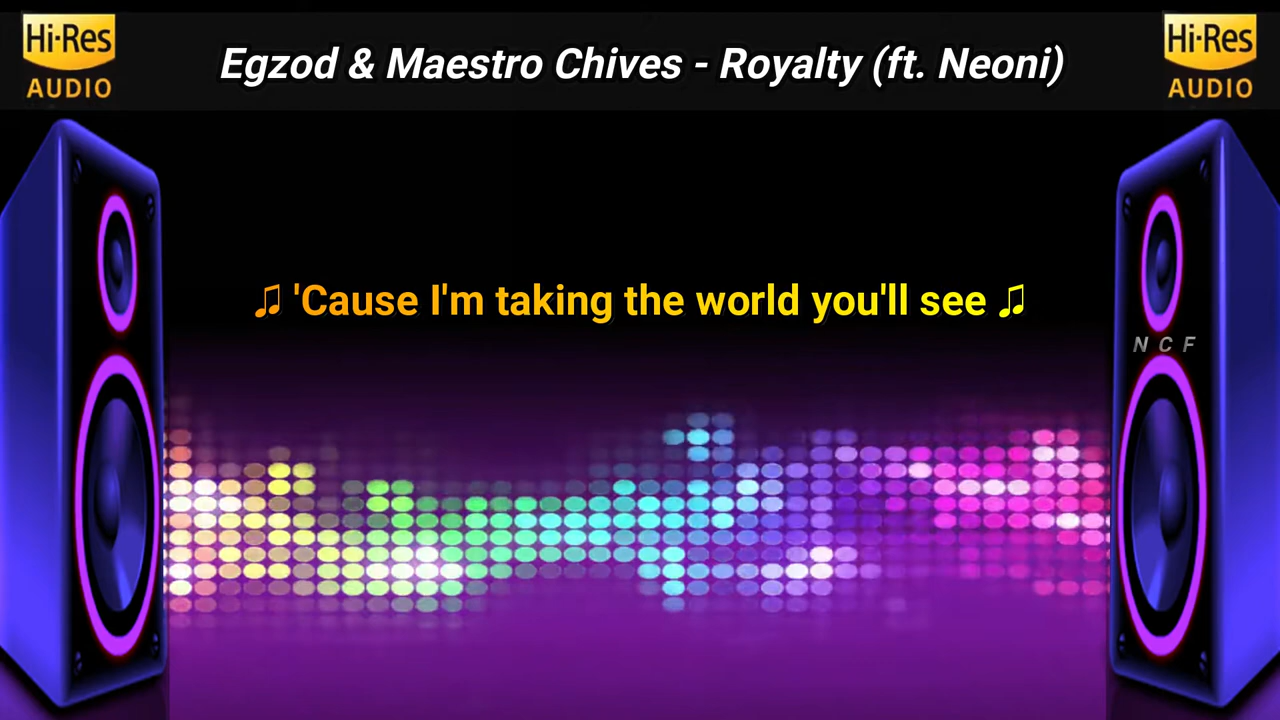 Hi-Res
AUDIO
Egzod & Maestro Chives - Royalty (ft. Neoni)
Hi-Res
AUDIO
♫ 'Cause I'm taking the world you'll see ♫
N C F